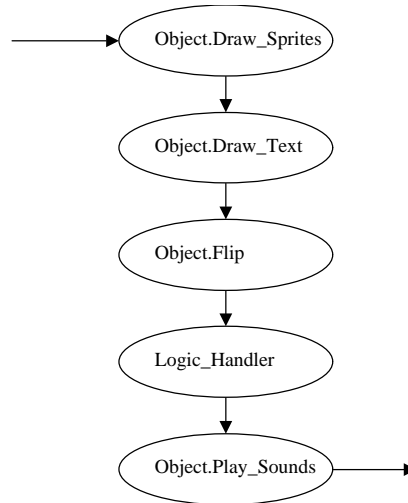 Object.Draw_Sprites
Object.Draw_Text
Object.Flip
Logic_Handler
Object.Play_Sounds